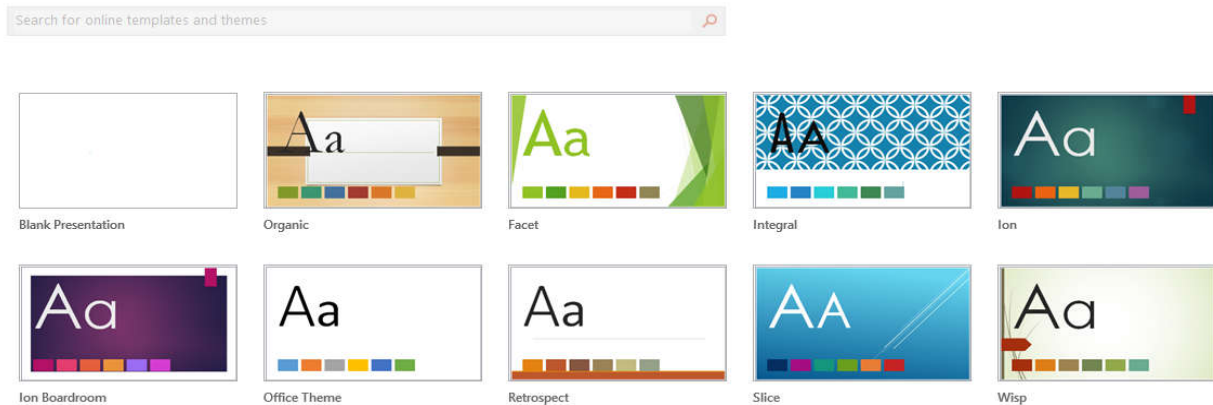 Search for online templates and themes
Aa Aa Aa Aa
Blank Presentation Organic Facet Integral Ion
Aa Aa Aa AA Aa
Ion Boardroom Office Theme Retrospect Slice Wisp